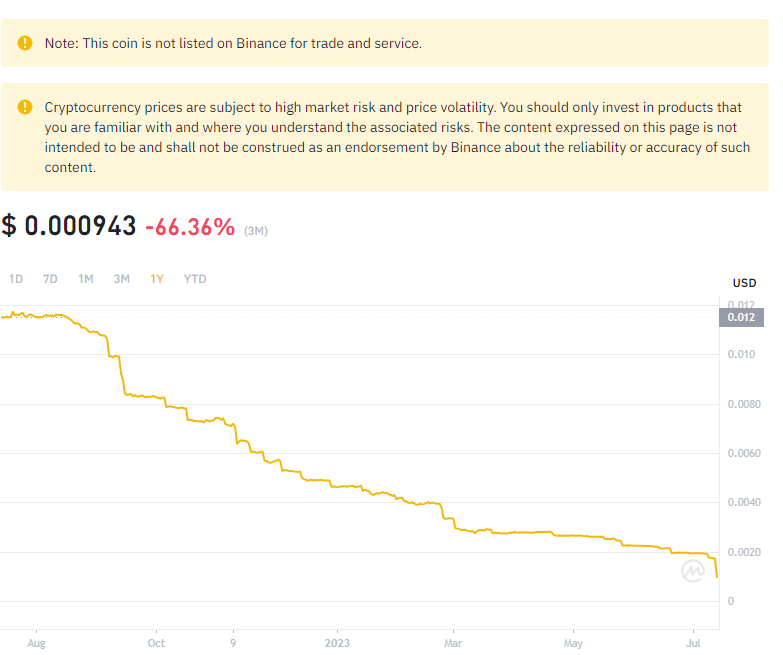 Note: This coin is not listed on Binance for trade and service.
Cryptocurrency prices are subject to high market risk and price volatility. You should only invest in products that
you are familiar with and where you understand the associated risks. The content expressed on this page is not
intended to be and shall not be construed as an endorsement by Binance about the reliability or accuracy of such
content.
$ 0.000943 -66.36% (3M)
1D 7D 1M 3M 1Y YTD
USD
0.012
0.012
0.010
0.0080
0.0060
0.0040
0.0020
0
Aug Oct 9 2023 Mar May Jul